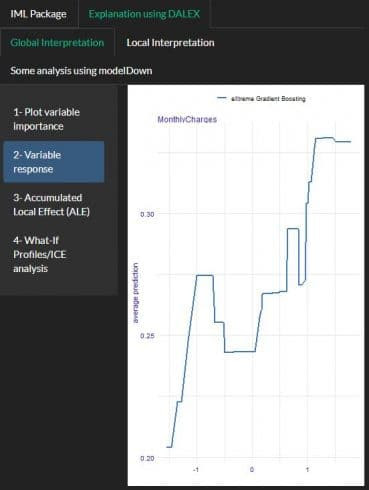 IML Package
Explanation using DALEX
Global Interpretation
Local Interpretation
Some analysis using modelDown
1- Plot variable
importance
2- Variable
response
3- Accumulated
Local Effect (ALE)
4- What-If
Profiles/ICE
analysis
eXtreme Gradient Boosting
MonthlyCharges
average prediction
0.30
0.25
0.20
-1
0
1